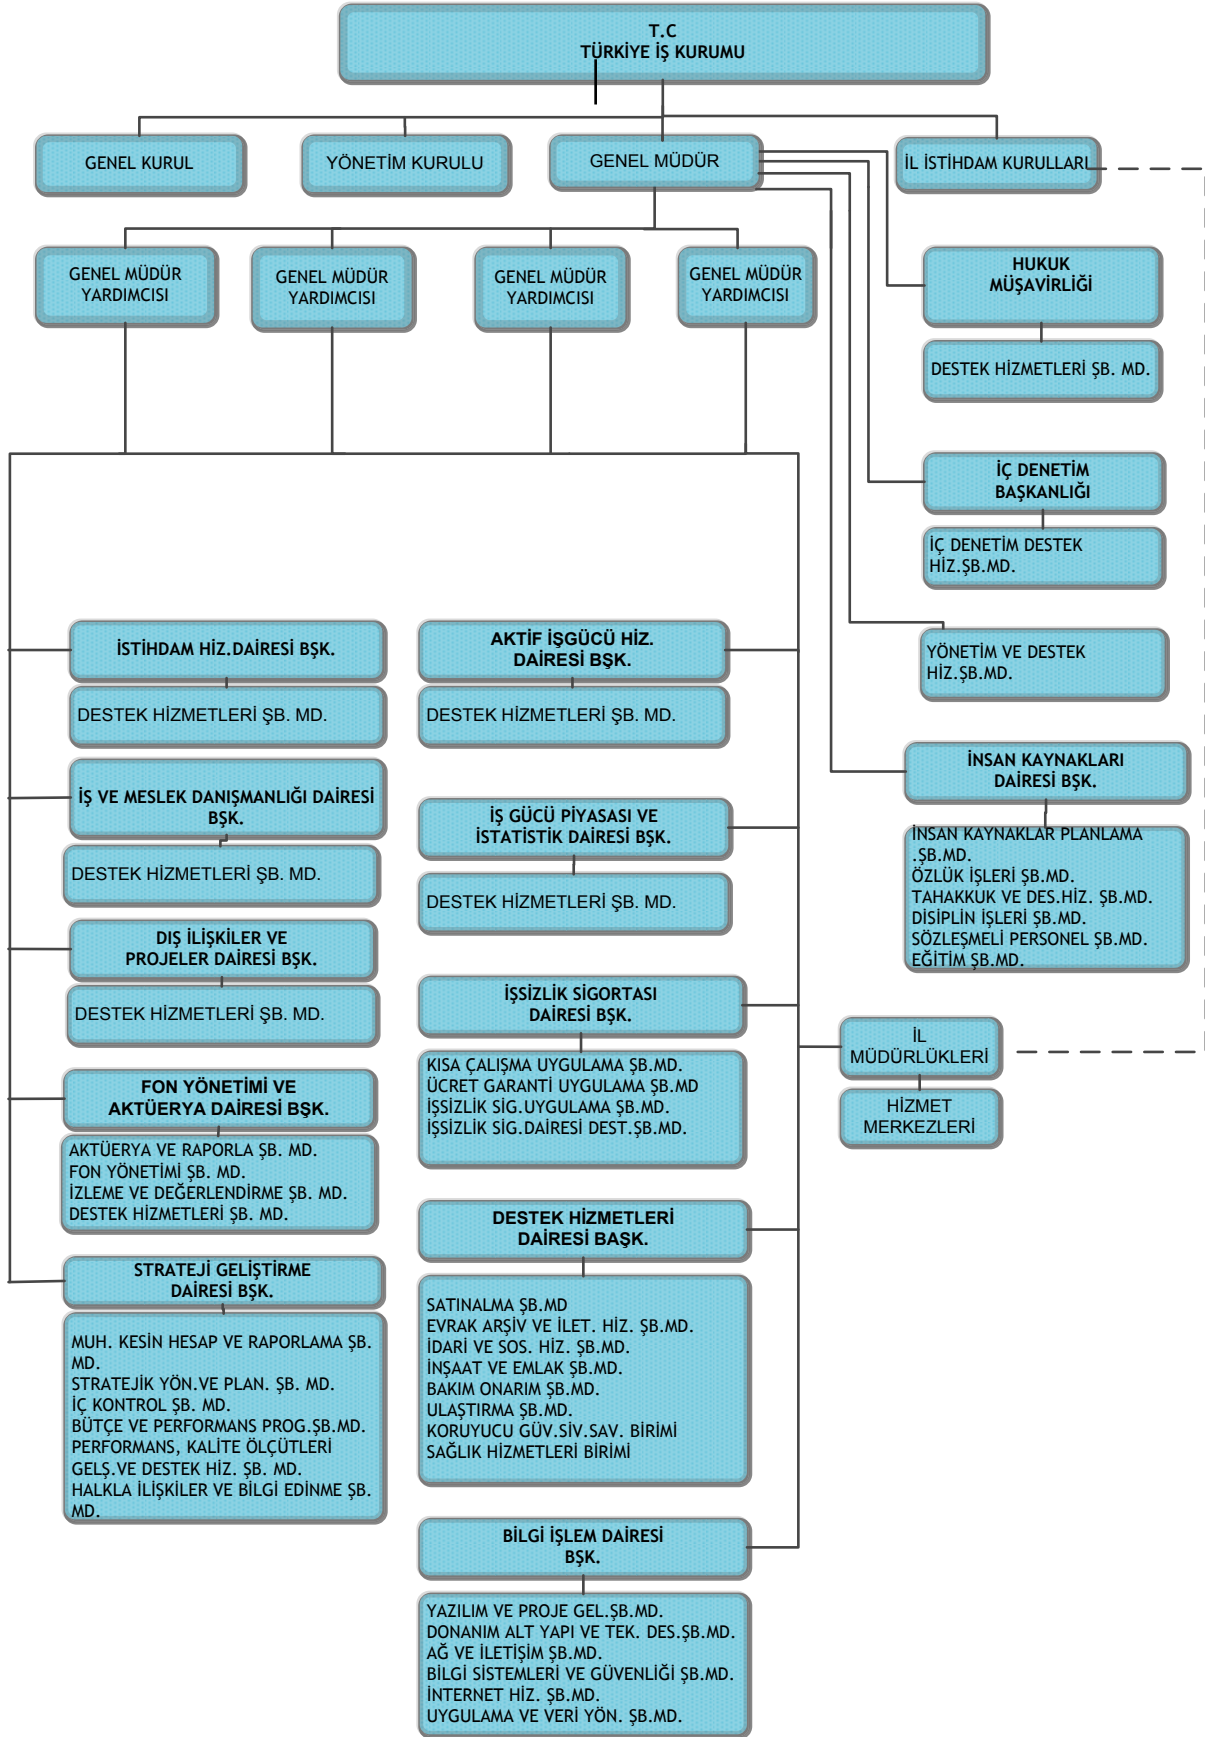 T.C
TÜRKİYE İŞ KURUMU
GENEL KURUL
YÖNETİM KURULU
GENEL MÜDÜR
İL İSTİHDAM KURULLARI
GENEL MÜDÜR
YARDIMCISI
GENEL MÜDÜR
YARDIMCISI
GENEL MÜDÜR
YARDIMCISI
GENEL MÜDÜR
YARDIMCISI
HUKUK
MÜŞAVİRLİĞİ
DESTEK HİZMETLERİ ŞB. MD.
İÇ DENETİM
BAŞKANLIĞI
İÇ DENETİM DESTEK
HİZ.ŞB.MD.
YÖNETİM VE DESTEK
HİZ.ŞB.MD.
İNSAN KAYNAKLARI
DAİRESİ BŞK.
İNSAN KAYNAKLAR PLANLAMA
.ŞB.MD.
ÖZLÜK İŞLERİ ŞB.MD.
TAHAKKUK VE DES.HİZ. ŞB.MD.
DISİPLİN İŞLERİ ŞB.MD.
SÖZLEŞMELİ PERSONEL ŞB.MD.
EĞİTİM ŞB.MD.
İSTİHDAM HİZ.DAİRESİ BŞK.
DESTEK HİZMETLERİ ŞB. MD.
İŞ VE MESLEK DANIŞMANLIĞI DAİRESİ
BŞK.
DESTEK HİZMETLERİ ŞB. MD.
DIŞ İLİŞKİLER VE
PROJELER DAİRESİ BŞK.
DESTEK HİZMETLERİ ŞB. MD.
FON YÖNETİMİ VE
AKTÜERYA DAİRESİ BŞK.
AKTÜERYA VE RAPORLA ŞB. MD.
FON YÖNETİMİ ŞB. MD.
İZLEME VE DEĞERLENDİRME ŞB. MD.
DESTEK HİZMETLERİ ŞB. MD.
STRATEJİ GELİŞTİRME
DAİRESİ BŞK.
MUH. KESİN HESAP VE RAPORLAMA ŞB.
MD.
STRATEJİK YÖN.VE PLAN. ŞB. MD.
İÇ KONTROL ŞB. MD.
BÜTÇE VE PERFORMANS PROG.ŞB.MD.
PERFORMANS, KALİTE ÖLÇÜTLERİ
GELŞ.VE DESTEK HİZ. ŞB. MD.
HALKLA İLİŞKİLER VE BİLGİ EDİNME ŞB.
MD.
AKTİF İŞGÜCÜ HİZ.
DAİRESİ BŞK.
DESTEK HİZMETLERİ ŞB. MD.
İŞ GÜCÜ PİYASASI VE
İSTATİSTİK DAİRESİ BŞK.
DESTEK HİZMETLERİ ŞB. MD.
İŞSİZLİK SİGORTASI
DAİRESİ BŞK.
KISA ÇALIŞMA UYGULAMA ŞB.MD.
ÜCRET GARANTİ UYGULAMA ŞB.MD
İŞSİZLİK SİG.UYGULAMA ŞB.MD.
İŞSİZLİK SİG.DAİRESİ DEST.ŞB.MD.
DESTEK HİZMETLERİ
DAİRESİ BAŞK.
SATINALMA ŞB.MD
EVRAK ARŞİV VE İLET. HİZ. ŞB.MD.
İDARİ VE SOS. HİZ. ŞB.MD.
İNŞAAT VE EMLAK ŞB.MD.
BAKIM ONARIM ŞB.MD.
ULAŞTIRMA ŞB.MD.
KORUYUCU GÜV.SİV.SAV. BİRİMİ
SAĞLIK HİZMETLERİ BİRİMİ
BİLGİ İŞLEM DAİRESİ
BŞK.
YAZILIM VE PROJE GEL.ŞB.MD.
DONANIM ALT YAPI VE TEK. DES.ŞB.MD.
AĞ VE İLETİŞİM ŞB.MD.
BİLGİ SİSTEMLERİ VE GÜVENLİĞİ ŞB.MD.
İNTERNET HİZ. ŞB.MD.
UYGULAMA VE VERİ YÖN. ŞB.MD.
İL
MÜDÜRLÜKLERİ
HİZMET
MERKEZLERİ